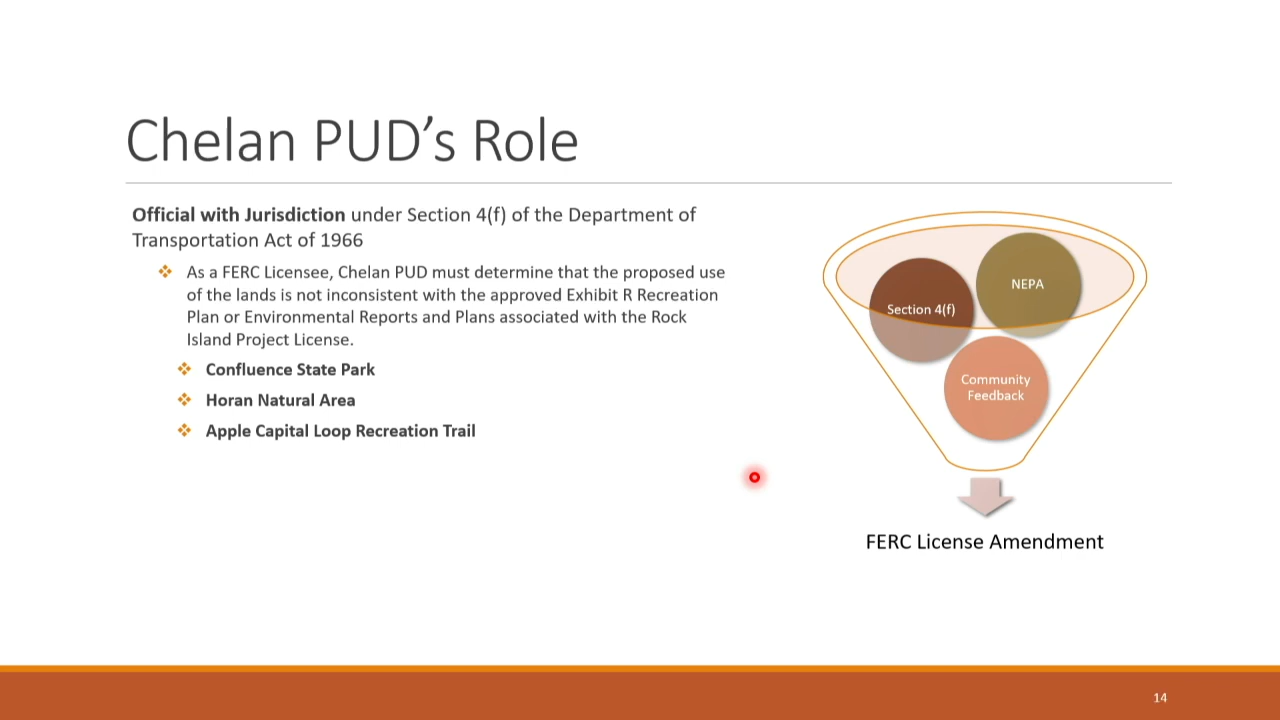 Chelan PUD’s Role
Official with Jurisdiction under Section 4(f) of the Department of
Transportation Act of 1966
As a FERC Licensee, Chelan PUD must determine that the proposed use
of the lands is not inconsistent with the approved Exhibit R Recreation
Plan or Environmental Reports and Plans associated with the Rock
Island Project License.
Confluence State Park
Horan Natural Area
Apple Capital Loop Recreation Trail
NEPA
Section 4(f)
Community
Feedback
FERC License Amendment
14